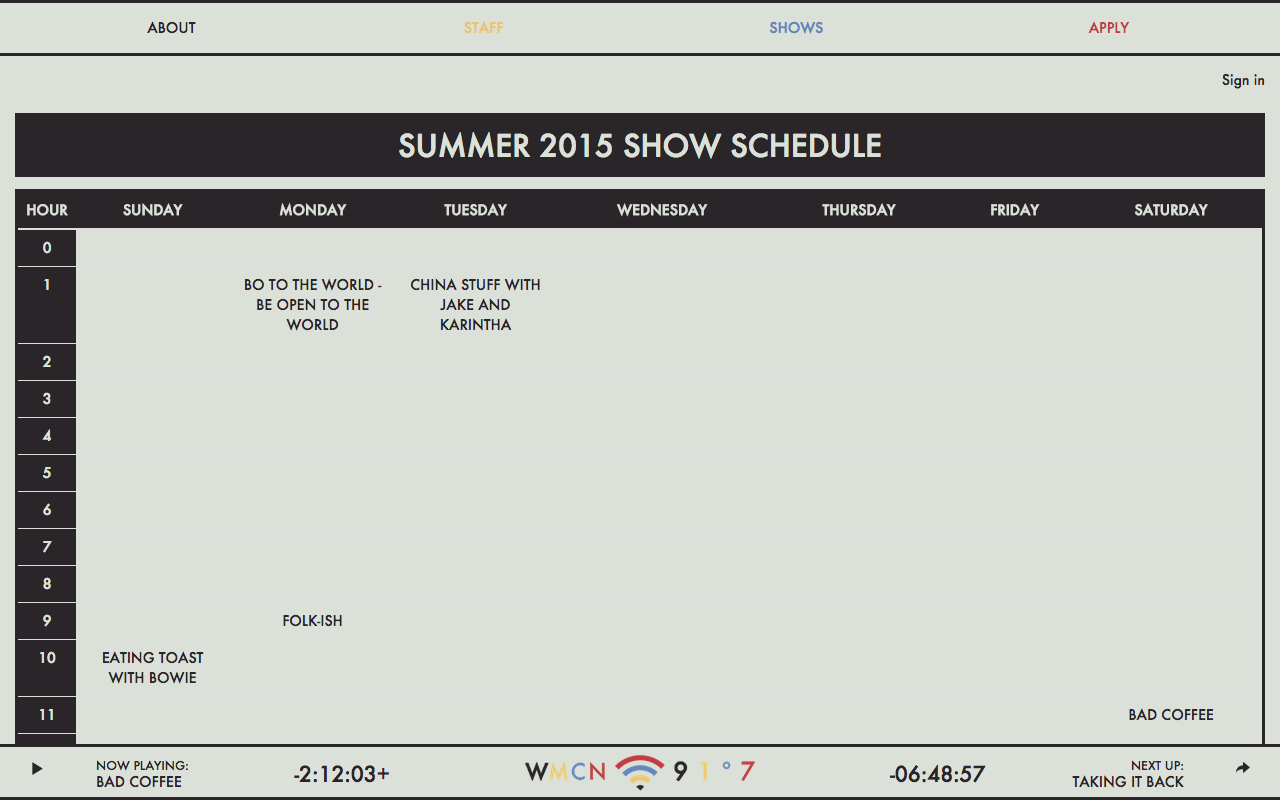 ABOUT STAFF SHOWS APPLY
Sign in
SUMMER 2015 SHOW SCHEDULE
HOUR SUNDAY MONDAY TUESDAY WEDNESDAY THURSDAY FRIDAY SATURDAY
0
1 BO TO THE WORLD - CHINA STUFF WITH
BE OPEN TO THE JAKE AND
WORLD KARINTHA
2
3
4
5
6
7
8
9 FOLK-ISH
10 EATING TOAST
WITH BOWIE
11 BAD COFFEE
NOW PLAYING: -2:12:03+ WMCN 91°7 -06:48:57 NEXT UP:
BAD COFFEE TAKING IT BACK